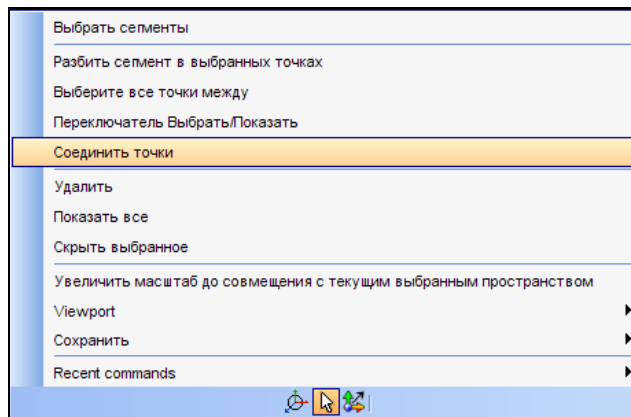 Выбрать сегменты
Разбить сегмент в выбранных точках
Выберите все точки между
Переключатель Выбрать/Показать
Соединить точки
Удалить
Показать все
Скрыть выбранное
Увеличить масштаб до совмещения с текущим выбранным пространством
Viewport
Сохранить
Recent commands